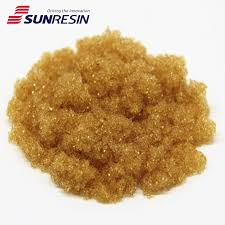 Driving the Innovation
SUNRESIN